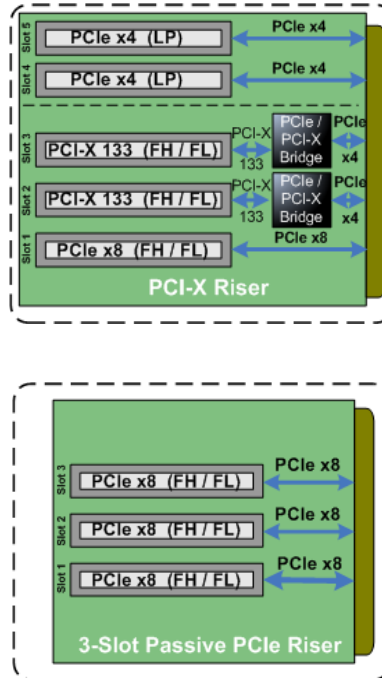 Slot 5
PCIe x4 (LP)
PCIe x4
Slot 4
PCIe x4 (LP)
PCIe x4
Slot 3
PCI-X 133 (FH / FL)
PCI-X
133
PCIe /
PCI-X
Bridge
PCIe
x4
Slot 2
PCI-X 133 (FH / FL)
PCI-X
133
PCIe /
PCI-X
Bridge
PCIe
x4
Slot 1
PCIe x8 (FH / FL)
PCIe x8
PCI-X Riser
Slot 3
PCIe x8 (FH / FL)
PCIe x8
Slot 2
PCIe x8 (FH / FL)
PCIe x8
Slot 1
PCIe x8 (FH / FL)
PCIe x8
3-Slot Passive PCIe Riser